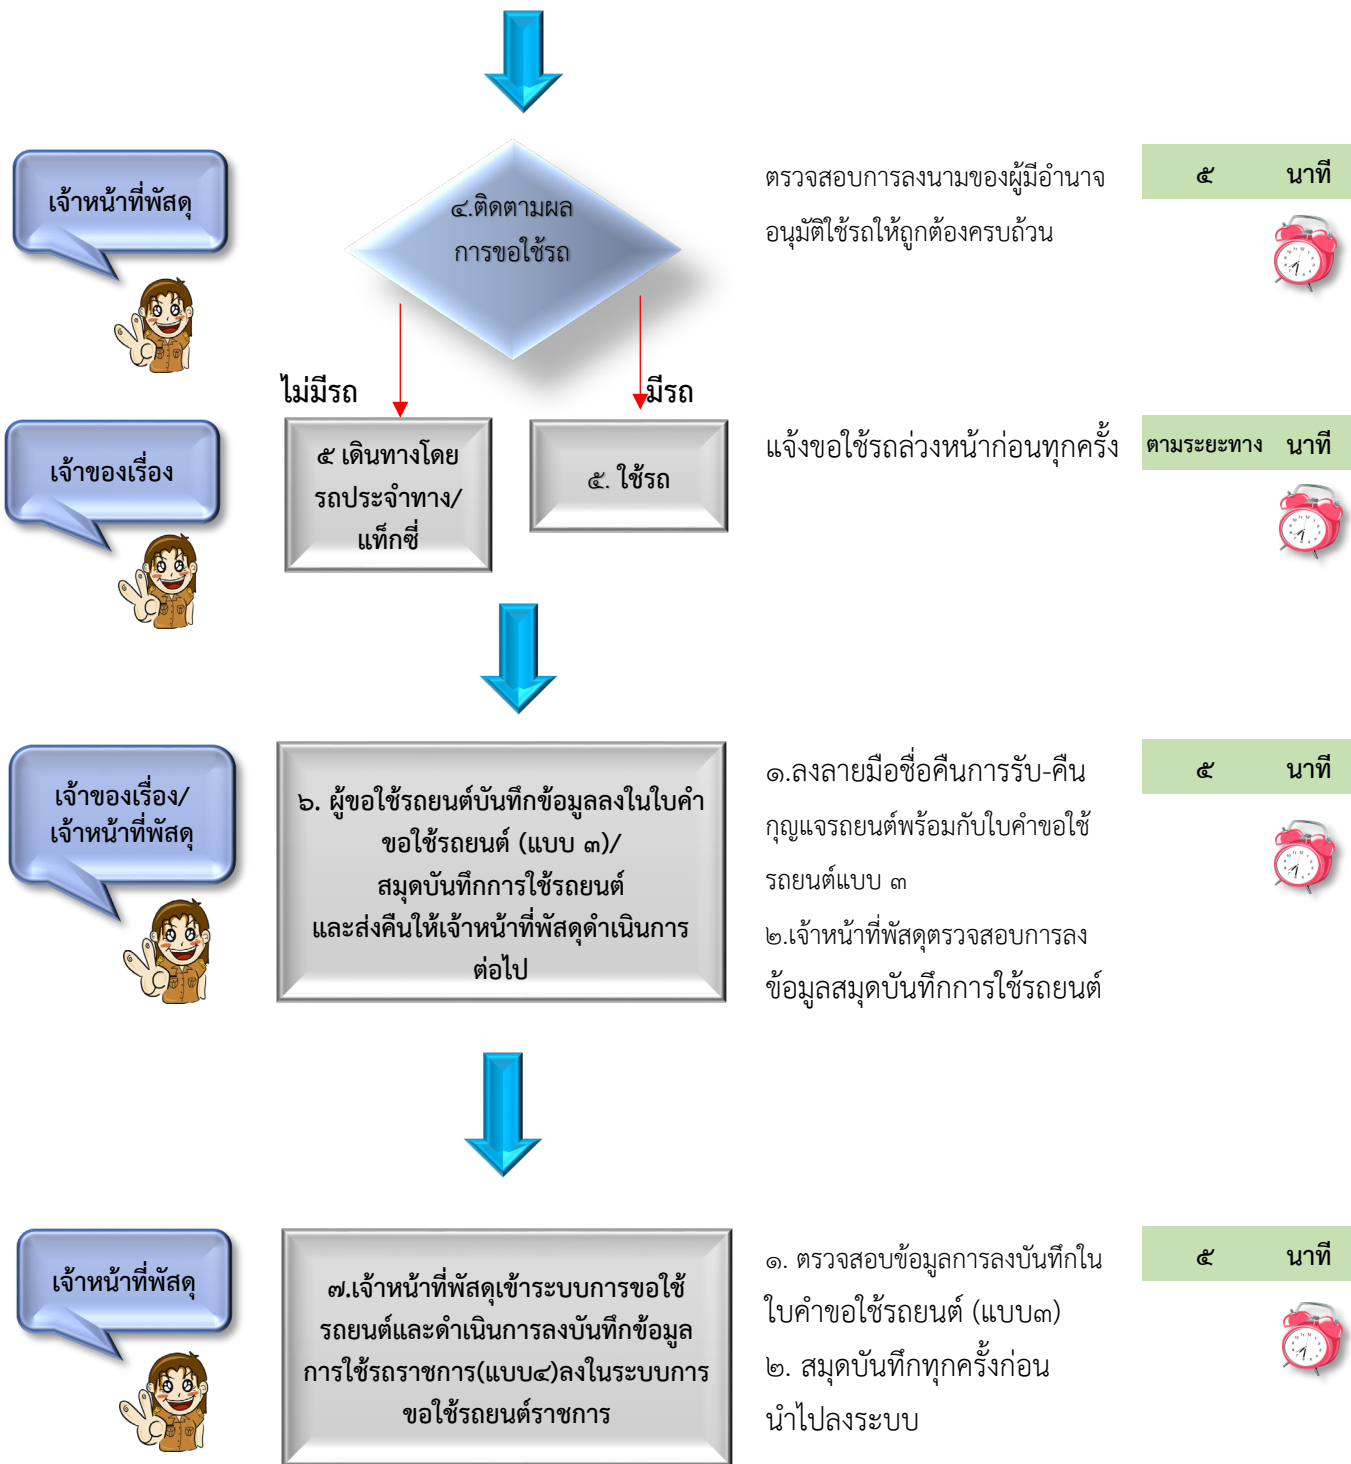 เจ้าหน้าที่พัสดุ
๔.ติดตามผล
การขอใช้รถ
ตรวจสอบการลงนามของผู้มีอำนาจ
อนุมัติใช้รถให้ถูกต้องครบถ้วน
๕ นาที
ไม่มีรถ
มีรถ
เจ้าของเรื่อง
๕ เดินทางโดย
รถประจำทาง/
แท็กซี่
๕. ใช้รถ
แจ้งขอใช้รถล่วงหน้าก่อนทุกครั้ง
ตามระยะทาง นาที
เจ้าของเรื่อง/
เจ้าหน้าที่พัสดุ
๖. ผู้ขอใช้รถยนต์บันทึกข้อมูลลงในใบคำ
ขอใช้รถยนต์ (แบบ ๓)/
สมุดบันทึกการใช้รถยนต์
และส่งคืนให้เจ้าหน้าที่พัสดุดำเนินการ
ต่อไป
๑.ลงลายมือชื่อคืนการรับ-คืน
กุญแจรถยนต์พร้อมกับใบคำขอใช้
รถยนต์แบบ ๓
๒.เจ้าหน้าที่พัสดุตรวจสอบการลง
ข้อมูลสมุดบันทึกการใช้รถยนต์
๕ นาที
เจ้าหน้าที่พัสดุ
๗.เจ้าหน้าที่พัสดุเข้าระบบการขอใช้
รถยนต์และดำเนินการลงบันทึกข้อมูล
การใช้รถราชการ(แบบ๔)ลงในระบบการ
ขอใช้รถยนต์ราชการ
๑. ตรวจสอบข้อมูลการลงบันทึกใน
ใบคำขอใช้รถยนต์ (แบบ๓)
๒. สมุดบันทึกทุกครั้งก่อน
นำไปลงระบบ
๕ นาที